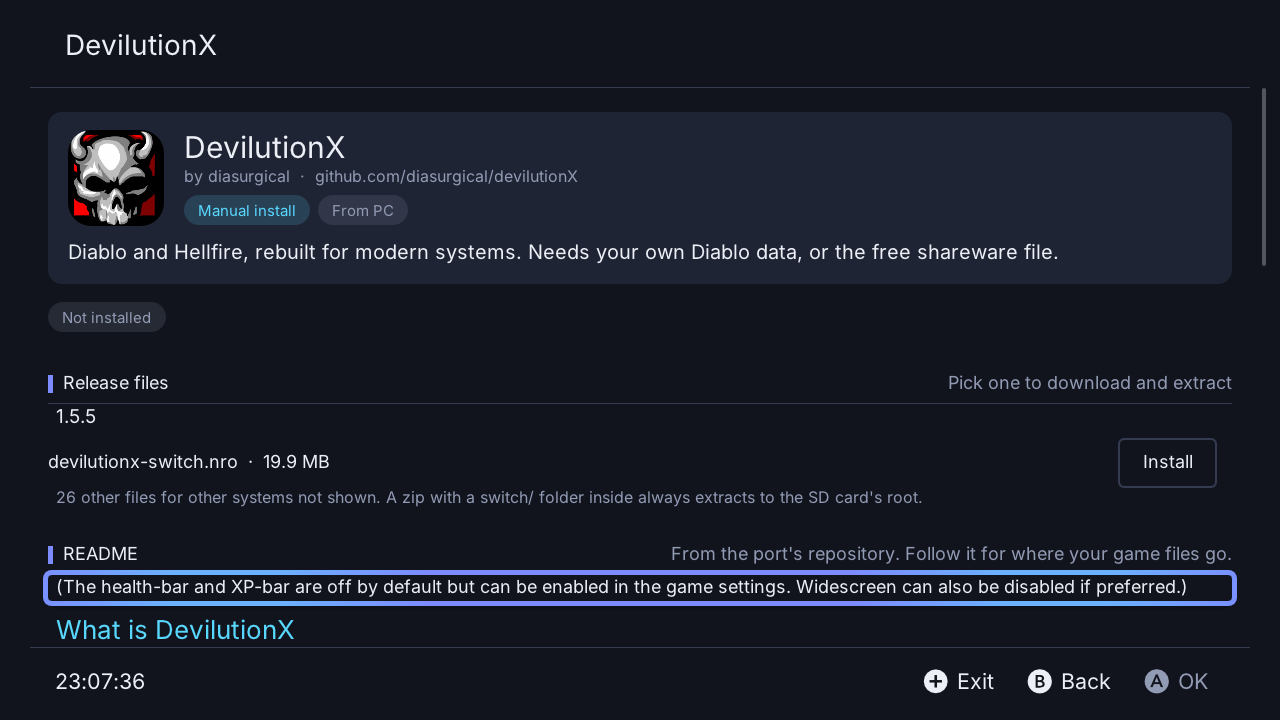 DevilutionX
DevilutionX
by diasurgical · github.com/diasurgical/devilutionX
Manual install From PC
Diablo and Hellfire, rebuilt for modern systems. Needs your own Diablo data, or the free shareware file.
Not installed
Release files Pick one to download and extract
1.5.5
devilutionx-switch.nro · 19.9 MB Install
26 other files for other systems not shown. A zip with a switch/ folder inside always extracts to the SD card's root.
README From the port's repository. Follow it for where your game files go.
(The health-bar and XP-bar are off by default but can be enabled in the game settings. Widescreen can also be disabled if preferred.)
What is DevilutionX
23:07:36 + Exit B Back A OK